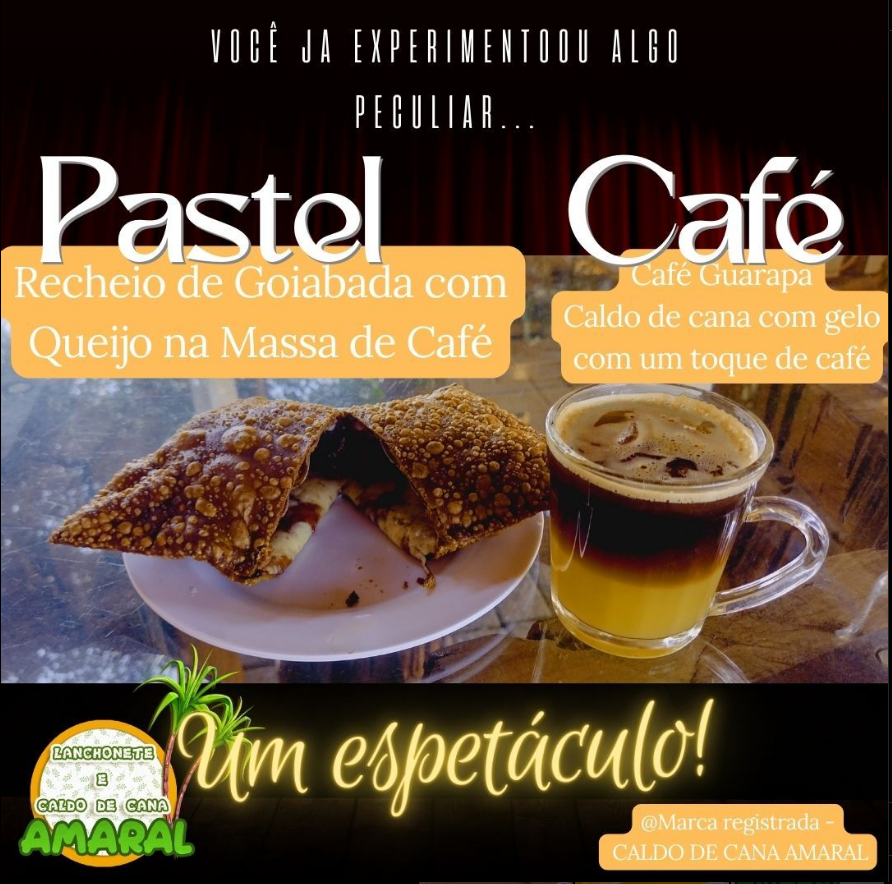 VOCÊ JA EXPERIMENTOOU ALGO
PECULIAR...
Pastel
Recheio de Goiabada com
Queijo na Massa de Café
Café
Café Guarapa
Caldo de cana com gelo
com um toque de café
Um espetáculo!
LANCHONETE
E
CALDO DE CANA
AMARAL
@Marca registrada -
CALDO DE CANA AMARAL